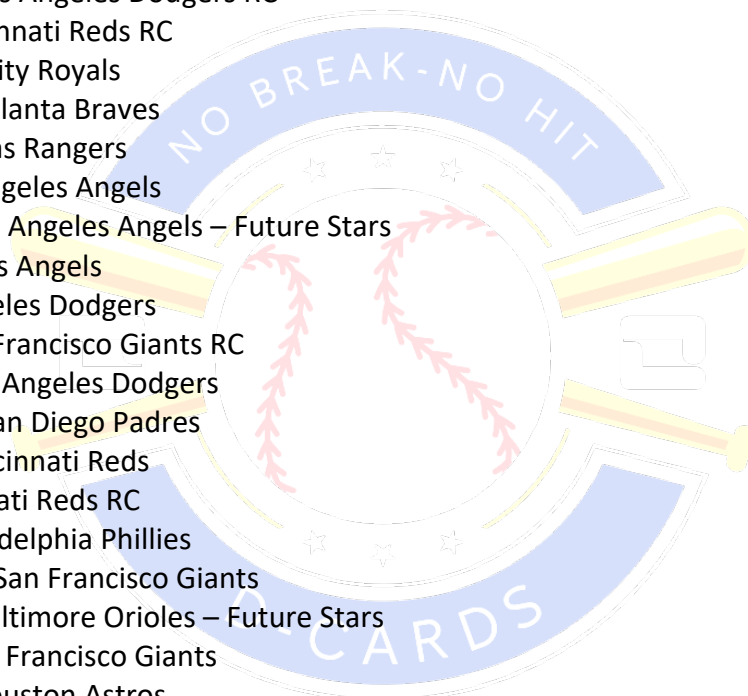 Angeles Dodgers RC
nnati Reds RC
ity Royals
lanta Braves
Rangers
geles Angels
Angeles Angels – Future Stars
Angels
eles Dodgers
Francisco Giants RC
Angeles Dodgers
an Diego Padres
cinnati Reds
ati Reds RC
delphia Phillies
San Francisco Giants
ltimore Orioles – Future Stars
Francisco Giants
uston Astros
NO BREAK-NO HIT
D-CARDS